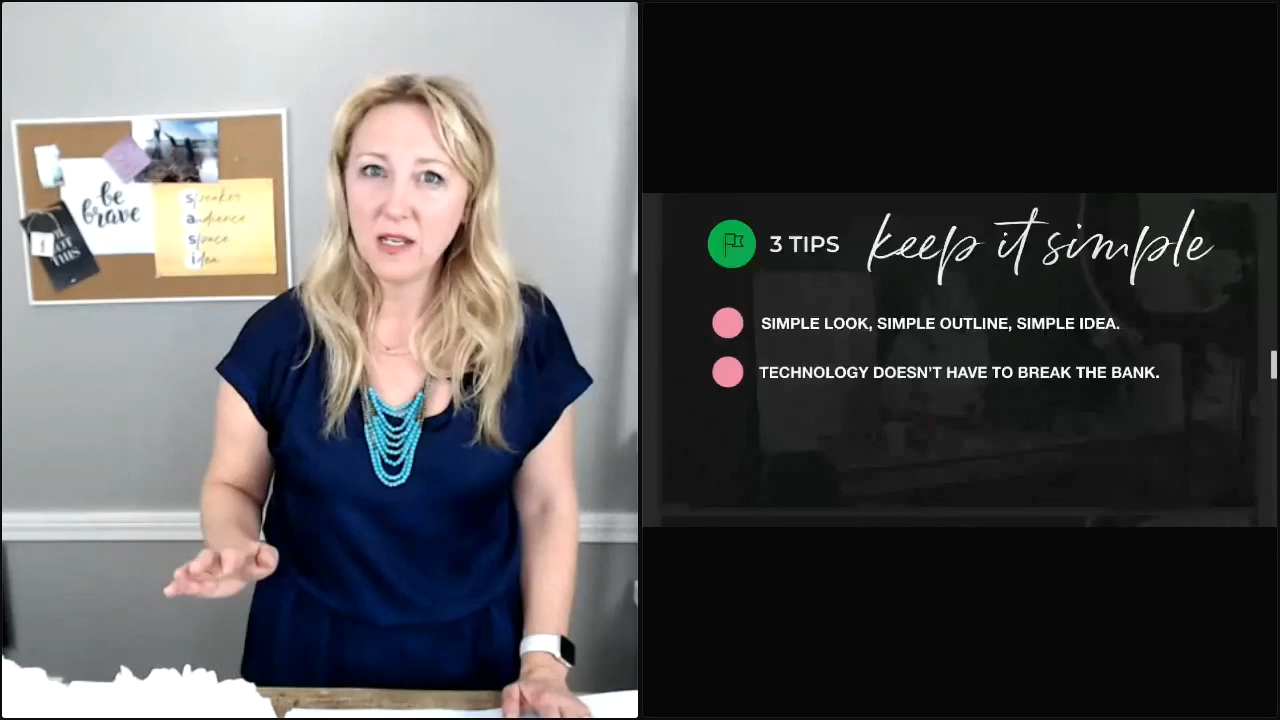 be
brave
speaker
audience
space
idea
3 TIPS keep it simple
SIMPLE LOOK, SIMPLE OUTLINE, SIMPLE IDEA.
TECHNOLOGY DOESN'T HAVE TO BREAK THE BANK.